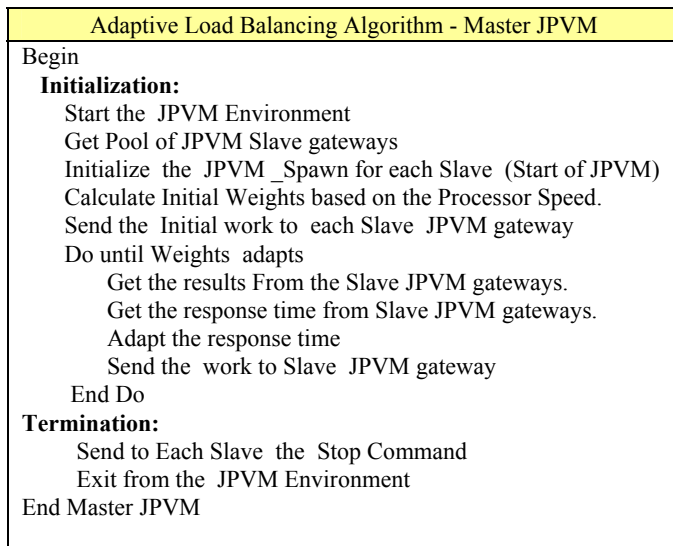 Adaptive Load Balancing Algorithm - Master JPVM
Begin
Initialization:
Start the JPVM Environment
Get Pool of JPVM Slave gateways
Initialize the JPVM _Spawn for each Slave (Start of JPVM)
Calculate Initial Weights based on the Processor Speed.
Send the Initial work to each Slave JPVM gateway
Do until Weights adapts
Get the results From the Slave JPVM gateways.
Get the response time from Slave JPVM gateways.
Adapt the response time
Send the work to Slave JPVM gateway
End Do
Termination:
Send to Each Slave the Stop Command
Exit from the JPVM Environment
End Master JPVM